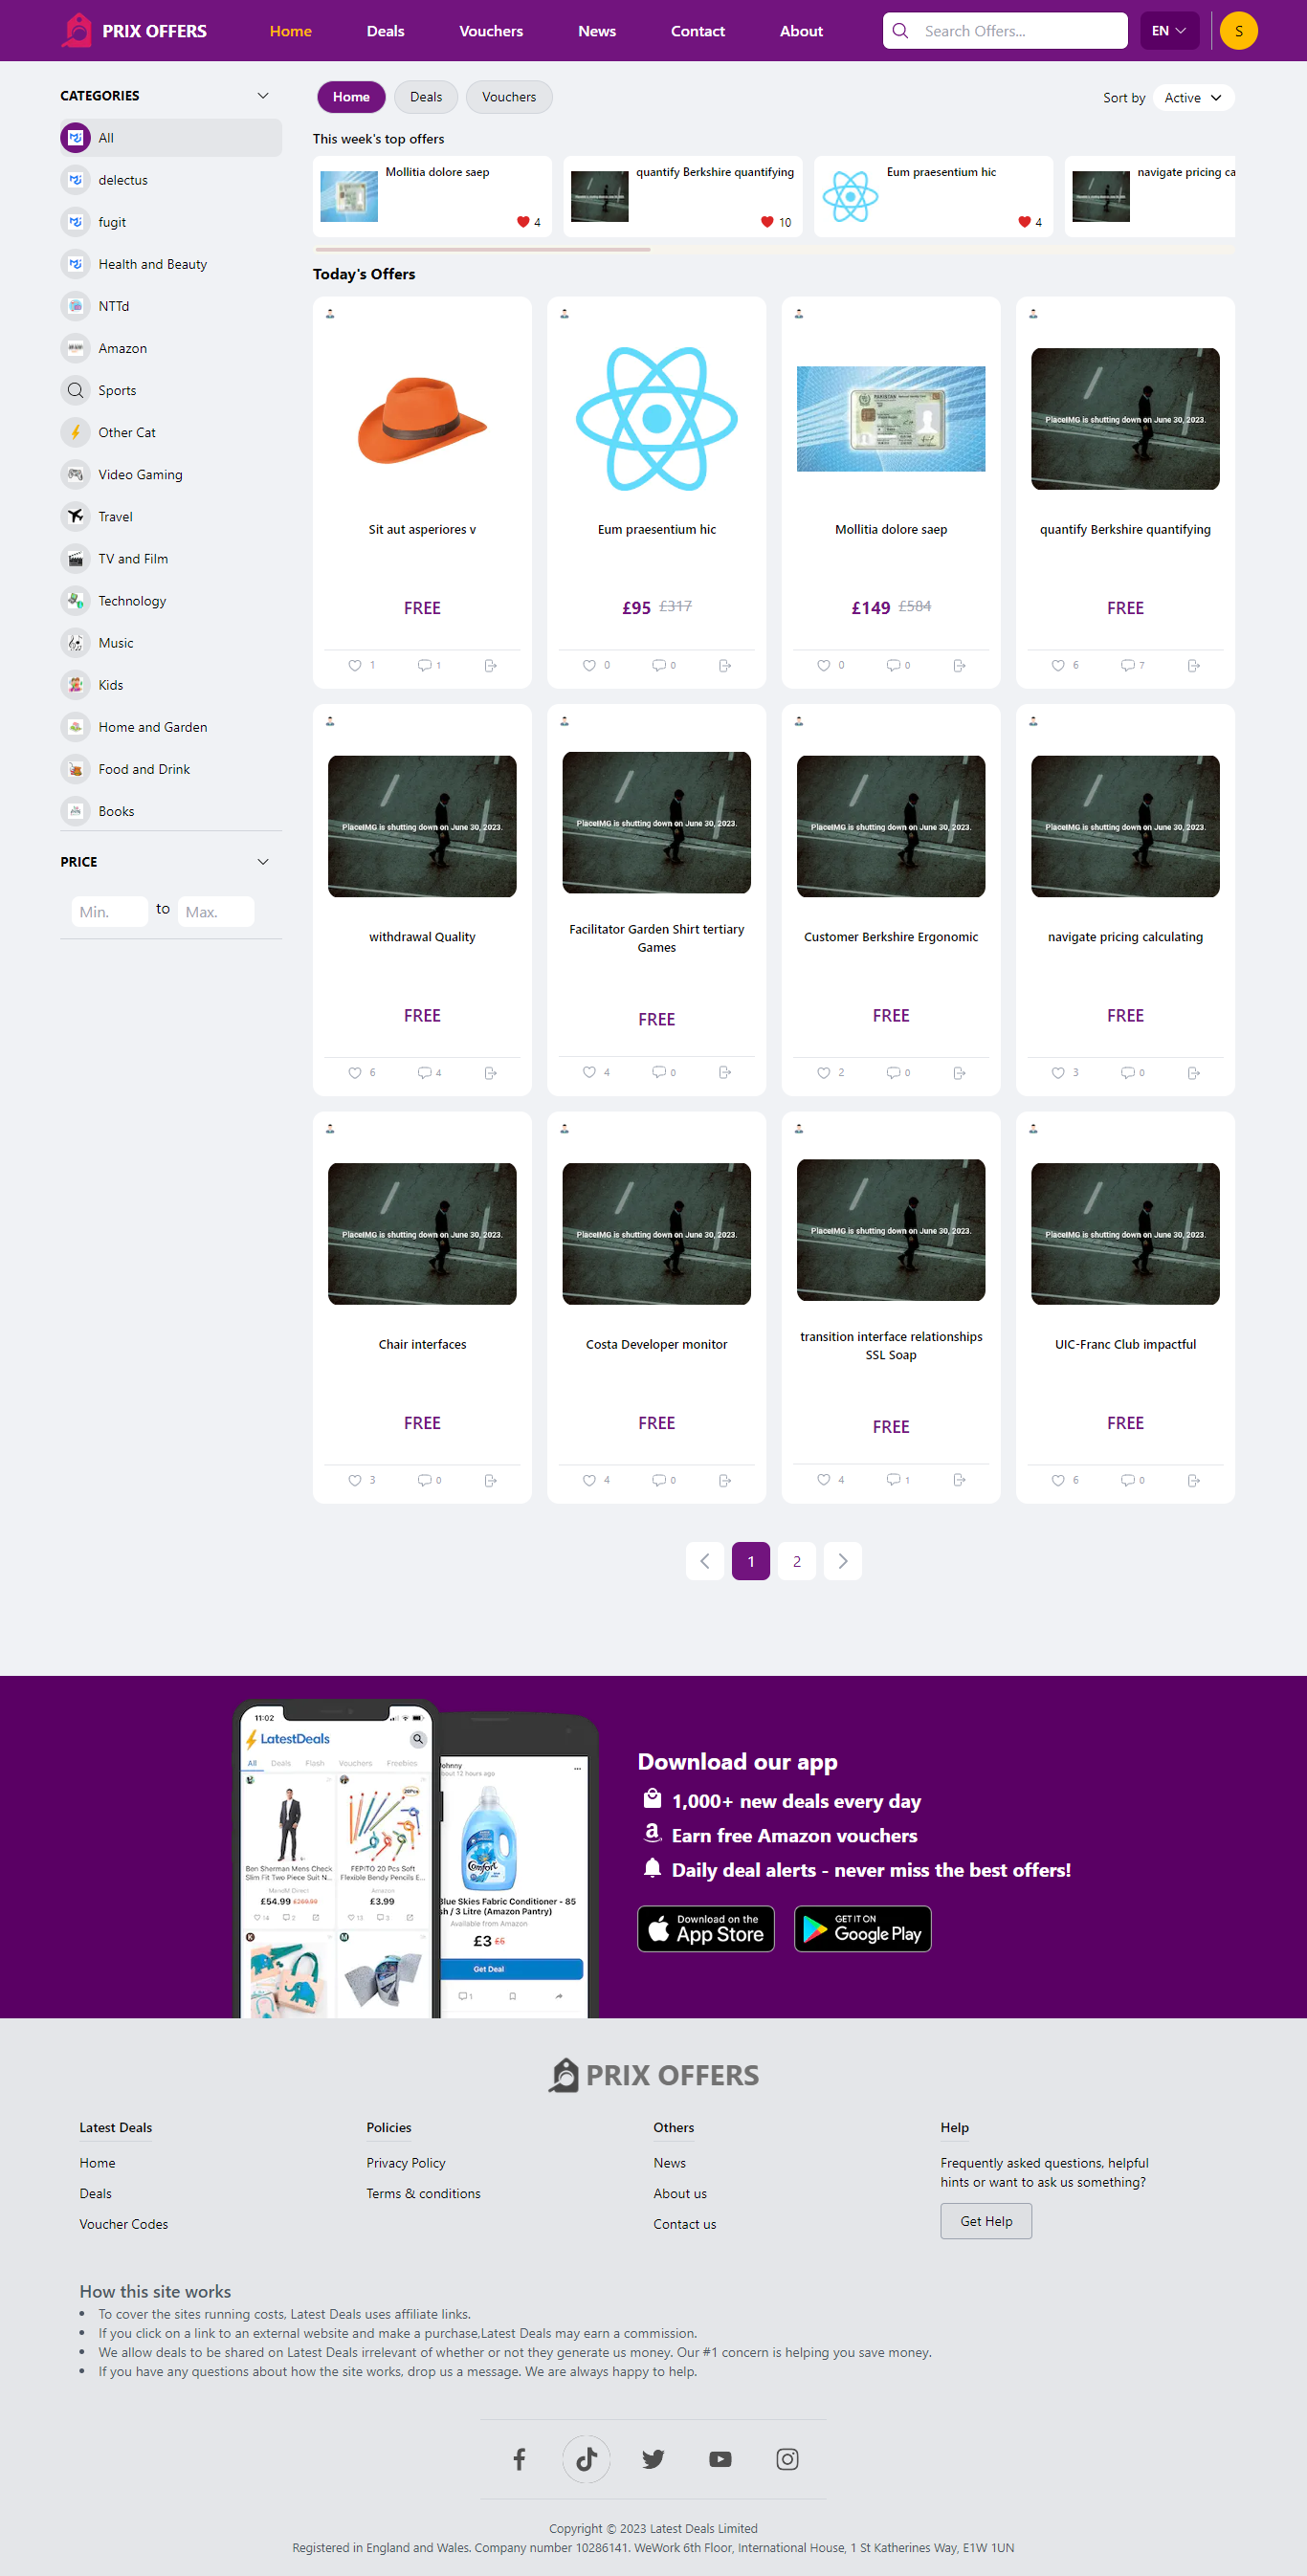 PRIX OFFERS
Home
Deals
Vouchers
News
Contact
About
Search Offers...
EN
S
CATEGORIES
All
delectus
fugit
Health and Beauty
NTTd
Amazon
Sports
Other Cat
Video Gaming
Travel
TV and Film
Technology
Music
Kids
Home and Garden
Food and Drink
Books
PRICE
Min. to Max.
Home Deals Vouchers
Sort by Active
This week's top offers
Mollitia dolore saep
4
quantify Berkshire quantifying
10
Eum praesentium hic
4
navigate pricing ca
Today's Offers
Sit aut asperiores v
FREE
1 1
Eum praesentium hic
£95 £317
0 0
PAKISTAN
Mollitia dolore saep
£149 £584
0 0
PlaceIMG is shutting down on June 30, 2023.
quantify Berkshire quantifying
FREE
6 7
PlaceIMG is shutting down on June 30, 2023.
withdrawal Quality
FREE
6 4
PlaceIMG is shutting down on June 30, 2023.
Facilitator Garden Shirt tertiary
Games
FREE
4 0
PlaceIMG is shutting down on June 30, 2023.
Customer Berkshire Ergonomic
FREE
2 0
PlaceIMG is shutting down on June 30, 2023.
navigate pricing calculating
FREE
3 0
PlaceIMG is shutting down on June 30, 2023.
Chair interfaces
FREE
3 0
PlaceIMG is shutting down on June 30, 2023.
Costa Developer monitor
FREE
4 0
PlaceIMG is shutting down on June 30, 2023.
transition interface relationships
SSL Soap
FREE
4 1
PlaceIMG is shutting down on June 30, 2023.
UIC-Franc Club impactful
FREE
6 0
1 2
11:02
LatestDeals
All Deals Flash Vouchers Freebies
Ben Sherman Mens Check
Slim Fit Two Piece Suit N...
MandM Direct
£54.99 £269.99
14 2
20Pcs
FEPITO 20 Pcs Soft
Flexible Bendy Pencils E...
Amazon
£3.99
13 3
K
M
ohnny
bout 12 hours ago
Comfort
Blue Skies Fabric Conditioner - 85
sh / 3 Litre (Amazon Pantry)
Available from Amazon
£3 £5
Get Deal
1
Download our app
1,000+ new deals every day
Earn free Amazon vouchers
Daily deal alerts - never miss the best offers!
Download on the
App Store
GET IT ON
Google Play
PRIX OFFERS
Latest Deals
Home
Deals
Voucher Codes
Policies
Privacy Policy
Terms & conditions
Others
News
About us
Contact us
Help
Frequently asked questions, helpful
hints or want to ask us something?
Get Help
How this site works
• To cover the sites running costs, Latest Deals uses affiliate links.
• If you click on a link to an external website and make a purchase,Latest Deals may earn a commission.
• We allow deals to be shared on Latest Deals irrelevant of whether or not they generate us money. Our #1 concern is helping you save money.
• If you have any questions about how the site works, drop us a message. We are always happy to help.
Copyright © 2023 Latest Deals Limited
Registered in England and Wales. Company number 10286141. WeWork 6th Floor, International House, 1 St Katherines Way, E1W 1UN